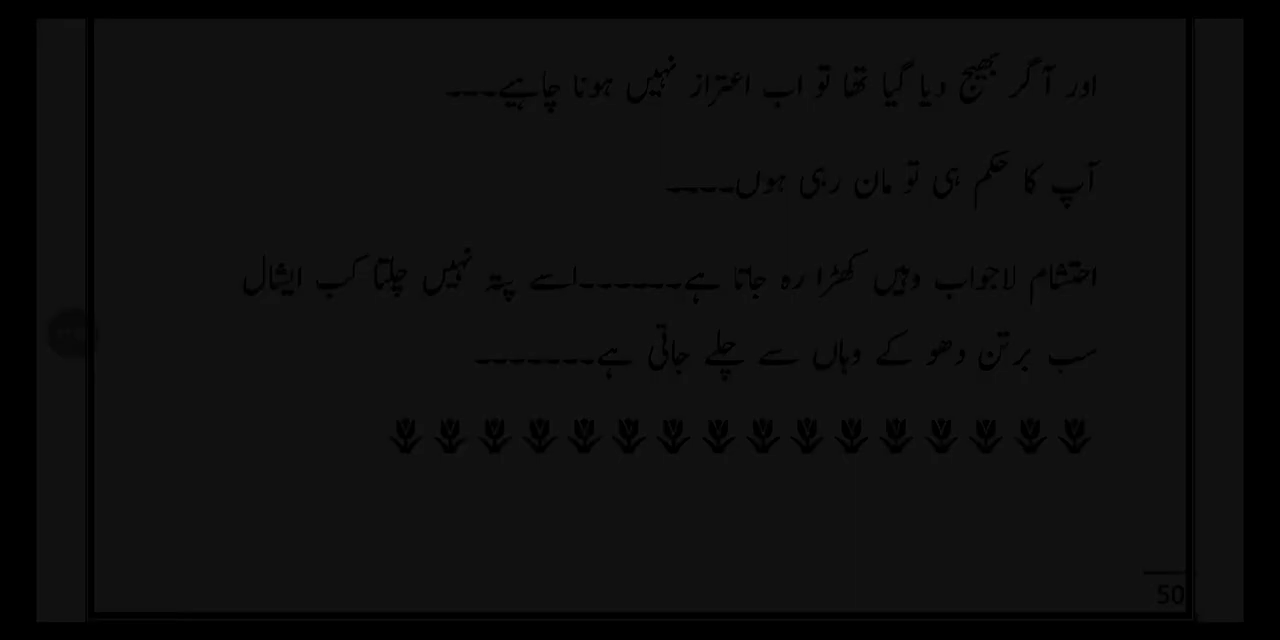 اور آگر بھیج دیا گیا تھا تو اب اعتراز نہیں ہونا چاہیے۔۔۔
آپ کا حکم ہی تو مان رہی ہوں۔۔۔۔
احتشام لاجواب وہیں کھڑا رہ جاتا ہے۔۔۔۔۔۔اسے پتہ نہیں چلتا کب ایشال
سب برتن دھو کے وہاں سے چلے جاتی ہے۔۔۔۔۔۔۔
50